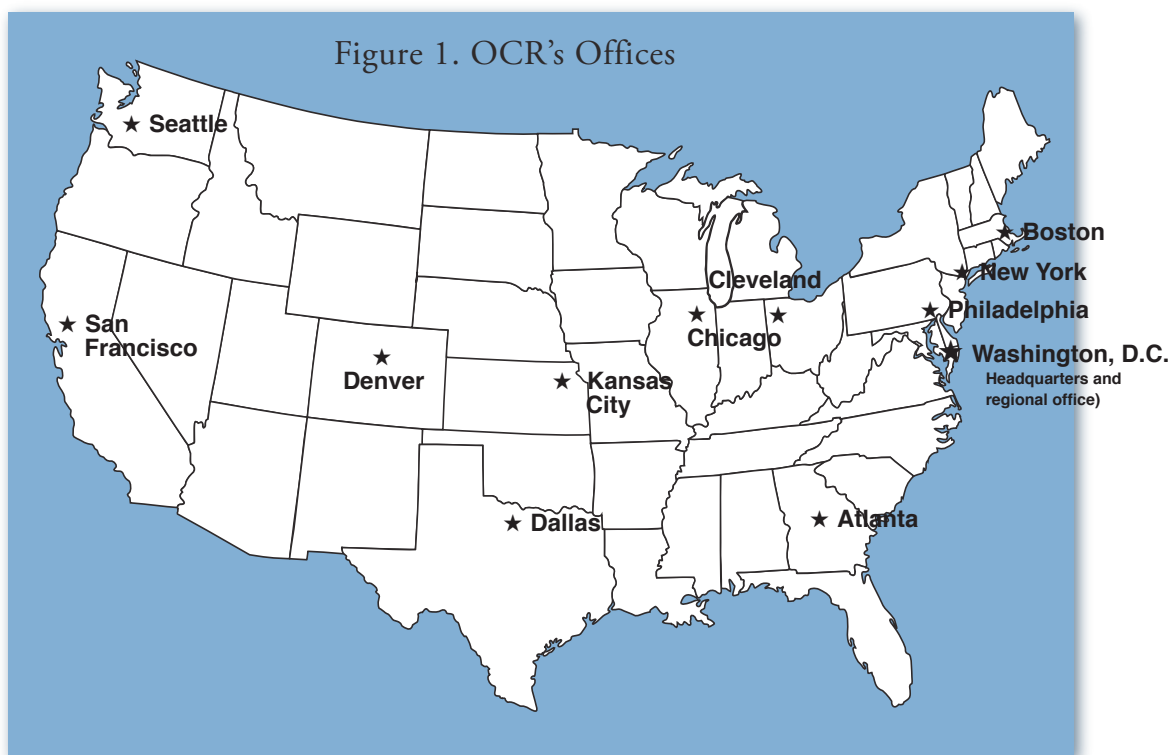 Figure 1. OCR's Offices
Seattle
Boston
New York
Cleveland
Philadelphia
San
Francisco
Chicago
Washington, D.C.
Headquarters and
regional office)
Denver
Kansas
City
Dallas
Atlanta